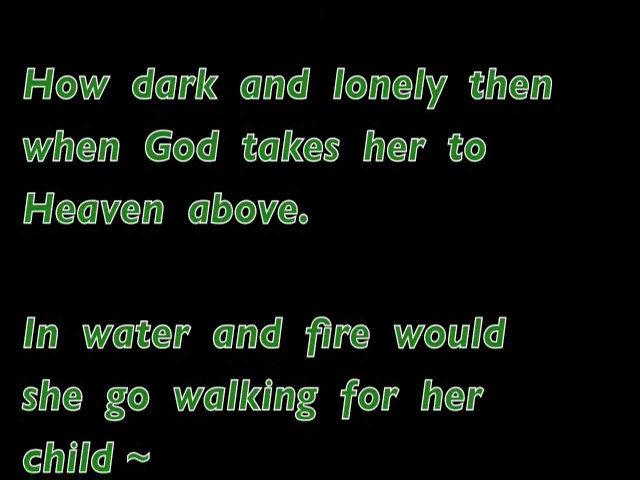 How dark and lonely then
when God takes her to
Heaven above.
In water and fire would
she go walking for her
child ~